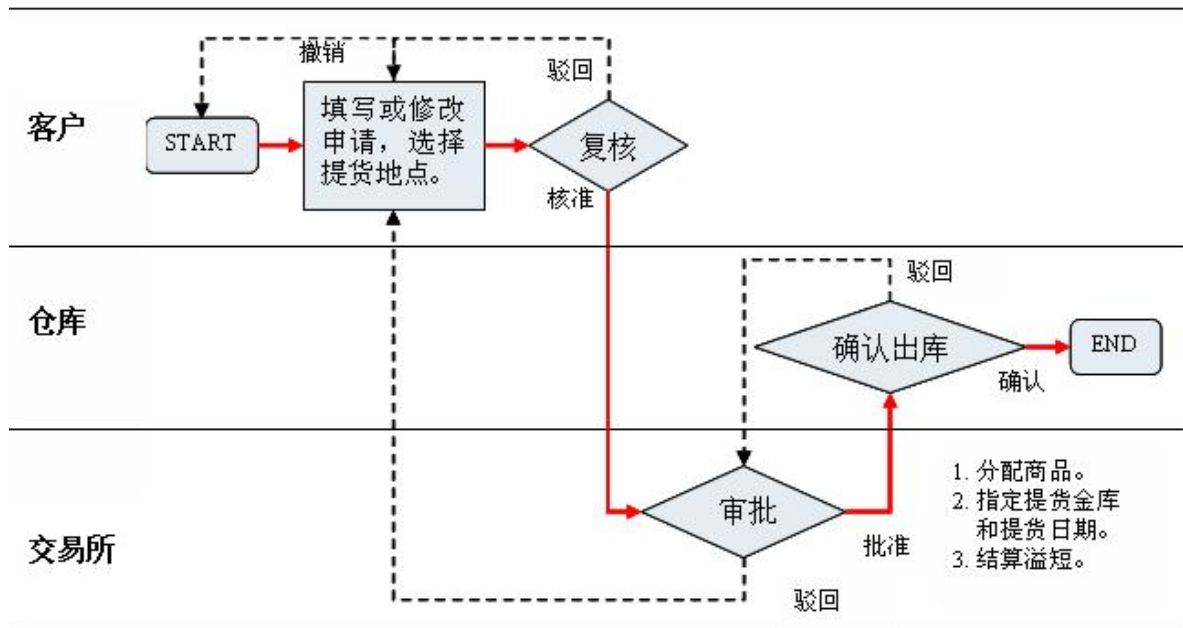 撤销
驳回
客户
START
填写或修改
申请，选择
提货地点。
复核
核准
驳回
仓库
确认出库
END
确认
审批
批准
1. 分配商品。
2. 指定提货金库
和提货日期。
3. 结算溢短。
交易所
驳回